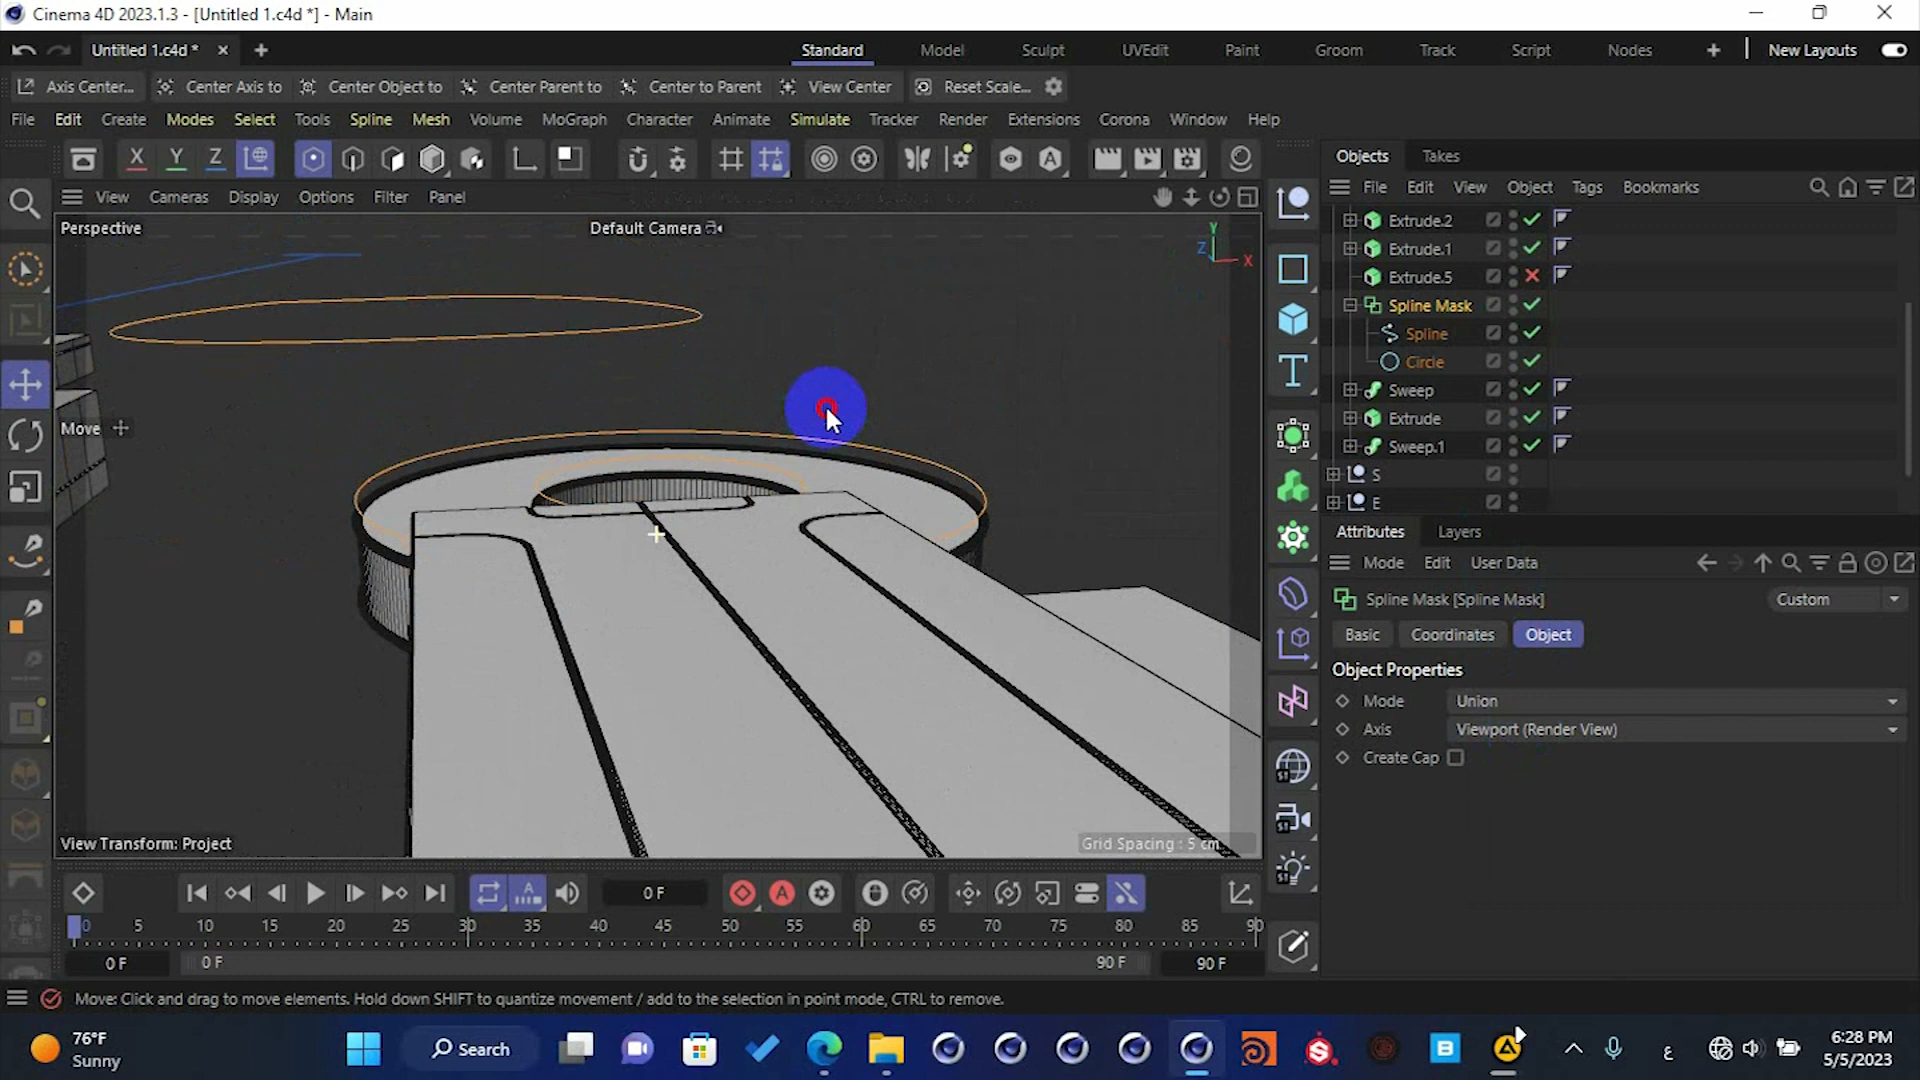 Cinema 4D 2023.1.3 - [Untitled 1.c4d *] - Main
Untitled 1.c4d *
Standard
Model
Sculpt
UVEdit
Paint
Groom
Track
Script
Nodes
New Layouts
Axis Center...
Center Axis to
Center Object to
Center Parent to
Center to Parent
View Center
Reset Scale...
File Edit Create Modes Select Tools Spline Mesh Volume MoGraph Character Animate Simulate Tracker Render Extensions Corona Window Help
X Y Z
Objects
Takes
View Cameras Display Options Filter Panel
File Edit View Object Tags Bookmarks
Perspective
Default Camera
Y
Z
X
Extrude.2
Extrude.1
Extrude.5
Spline Mask
Spline
Circle
Sweep
Extrude
Sweep.1
S
E
Move
Attributes
Layers
Mode Edit User Data
Spline Mask [Spline Mask]
Custom
Basic
Coordinates
Object
Object Properties
Mode
Union
Axis
Viewport (Render View)
Create Cap
View Transform: Project
Grid Spacing : 5 cm
0 F
0 5 10 15 20 25 30 35 40 45 50 55 60 65 70 75 80 85 90
0 F
0 F
90 F
90 F
Move: Click and drag to move elements. Hold down SHIFT to quantize movement / add to the selection in point mode, CTRL to remove.
76°F
Sunny
Search
ع
6:28 PM
5/5/2023